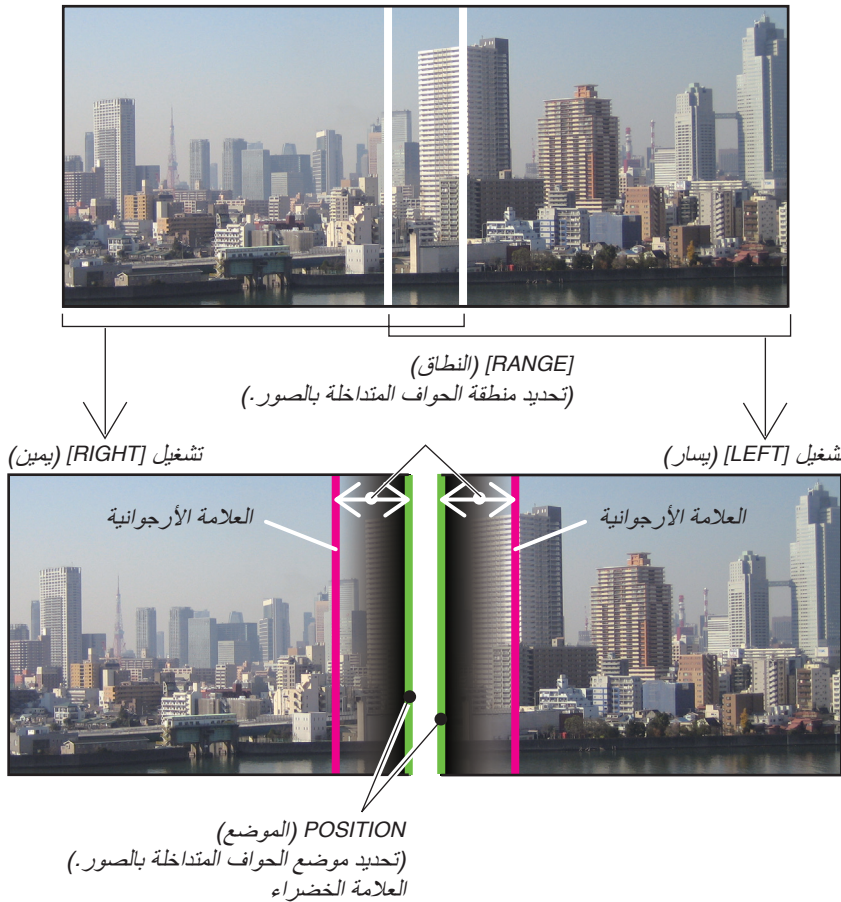 [RANGE] (النطاق)
(تحديد منطقة الحواف المتداخلة بالصور.)
تشغيل [RIGHT] (يمين)
تشغيل [LEFT] (يسار)
العلامة الأرجوانية
العلامة الأرجوانية
POSITION (الموضع)
(تحديد موضع الحواف المتداخلة بالصور.)
العلامة الخضراء